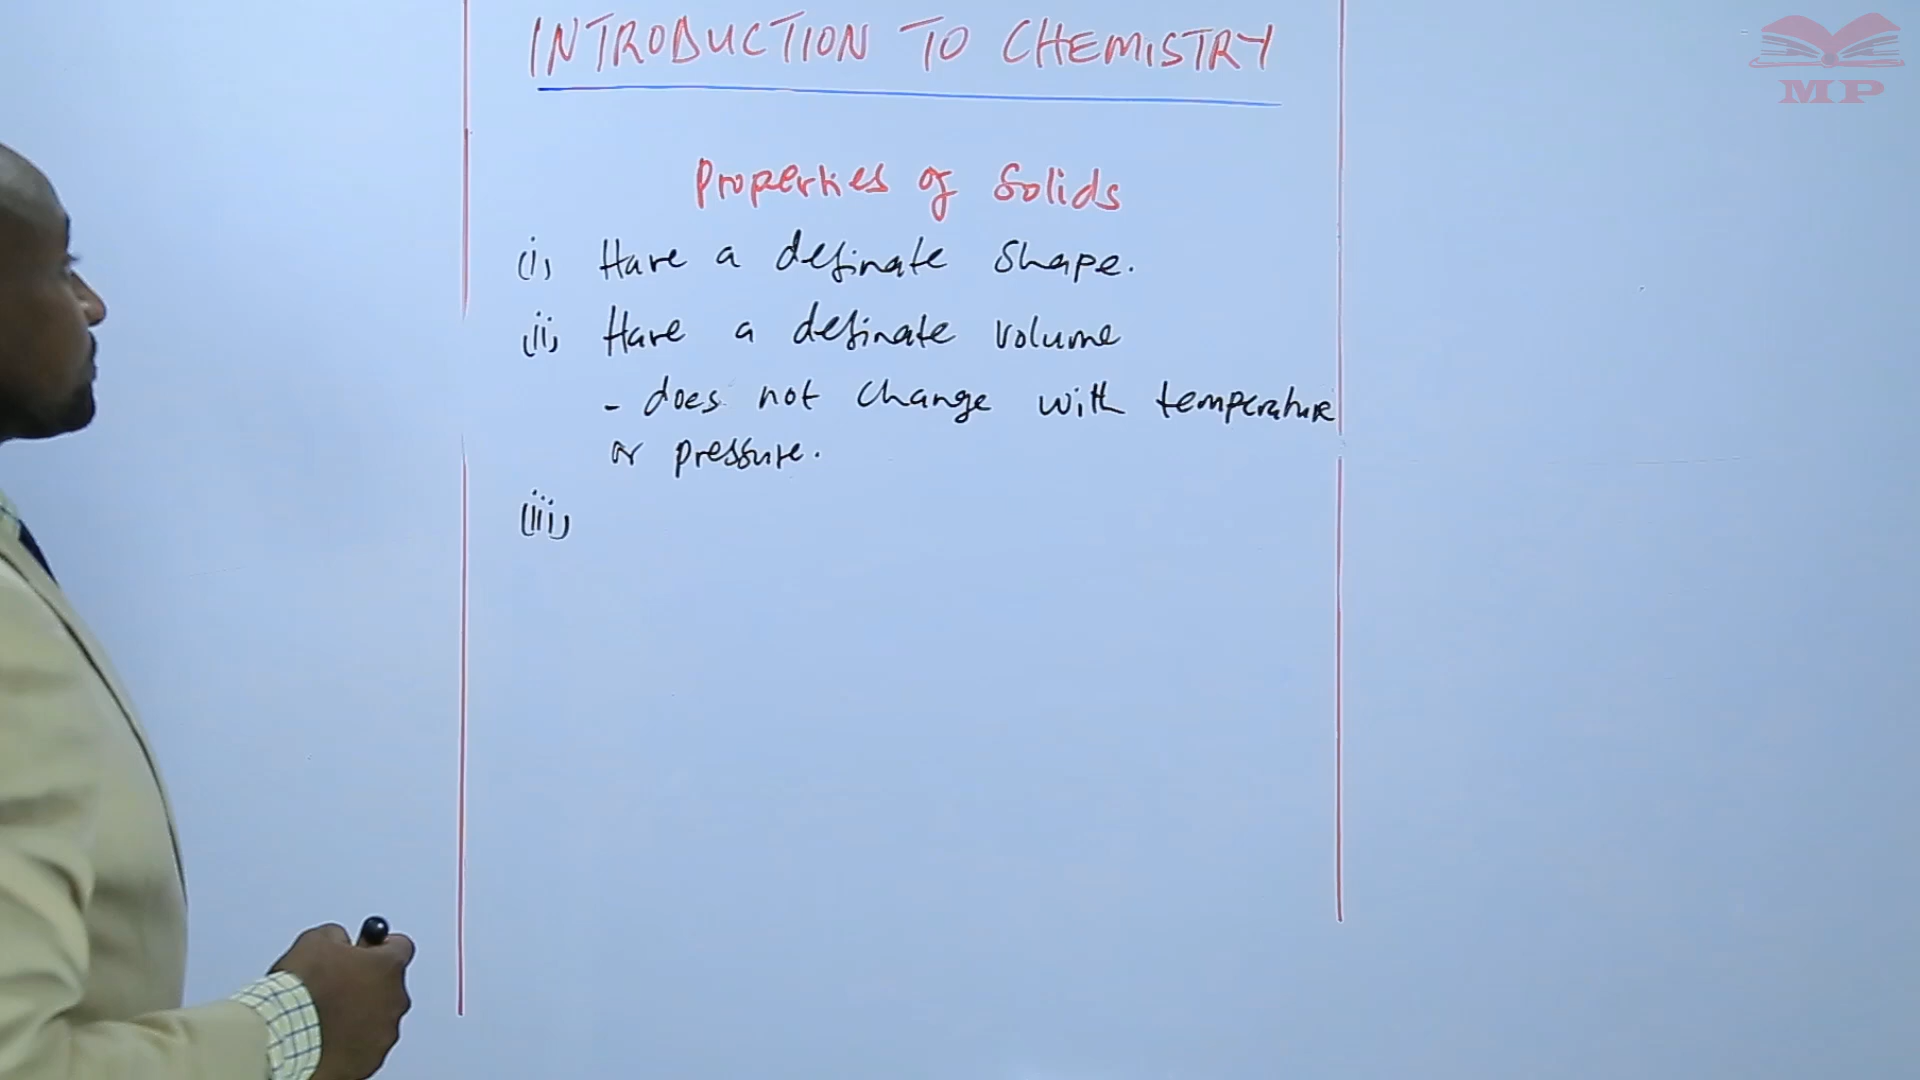 INTRODUCTION TO CHEMISTRY
MP
Properties of Solids
(i) Have a definate shape.
(ii) Have a definate volume
- does not change with temperature
or pressure.
(iii)